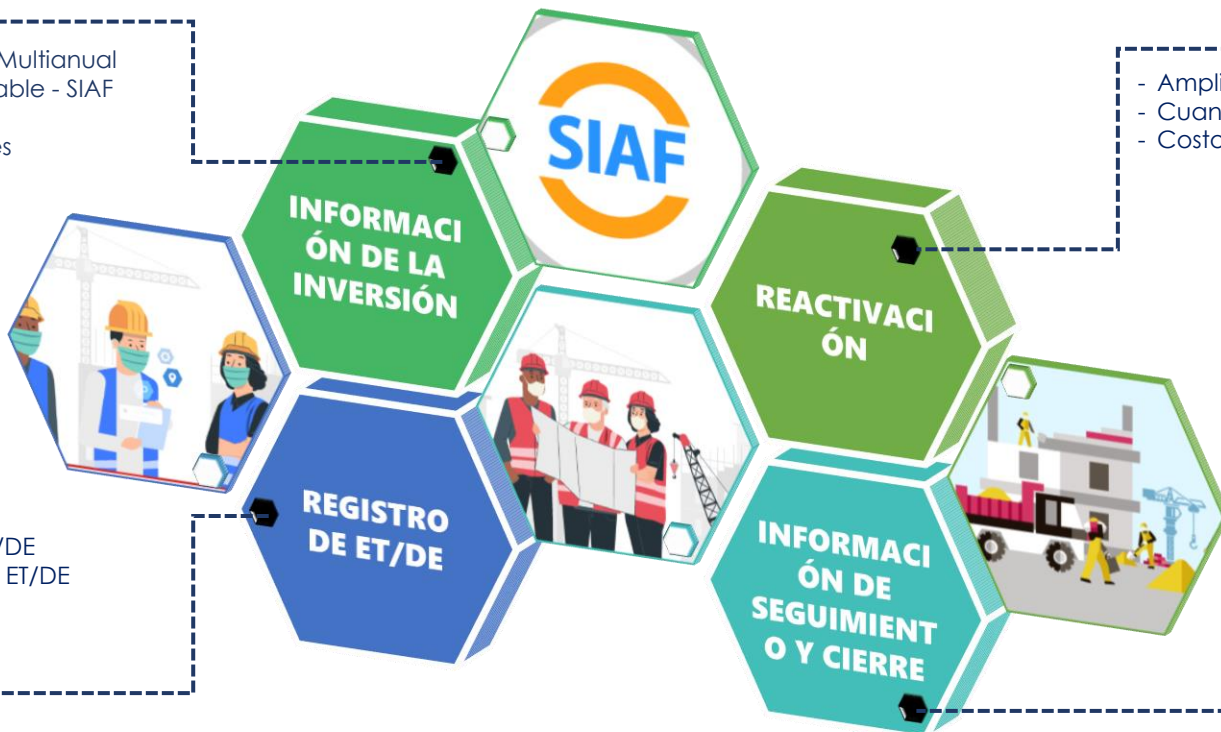 Multianual
able - SIAF
es
SIAF
- Ampli
- Cuan
- Costo
INFORMACI
ÓN DE LA
INVERSIÓN
REACTIVACI
ÓN
REGISTRO
DE ET/DE
/DE
ET/DE
INFORMACI
ÓN DE
SEGUIMIENT
O Y CIERRE